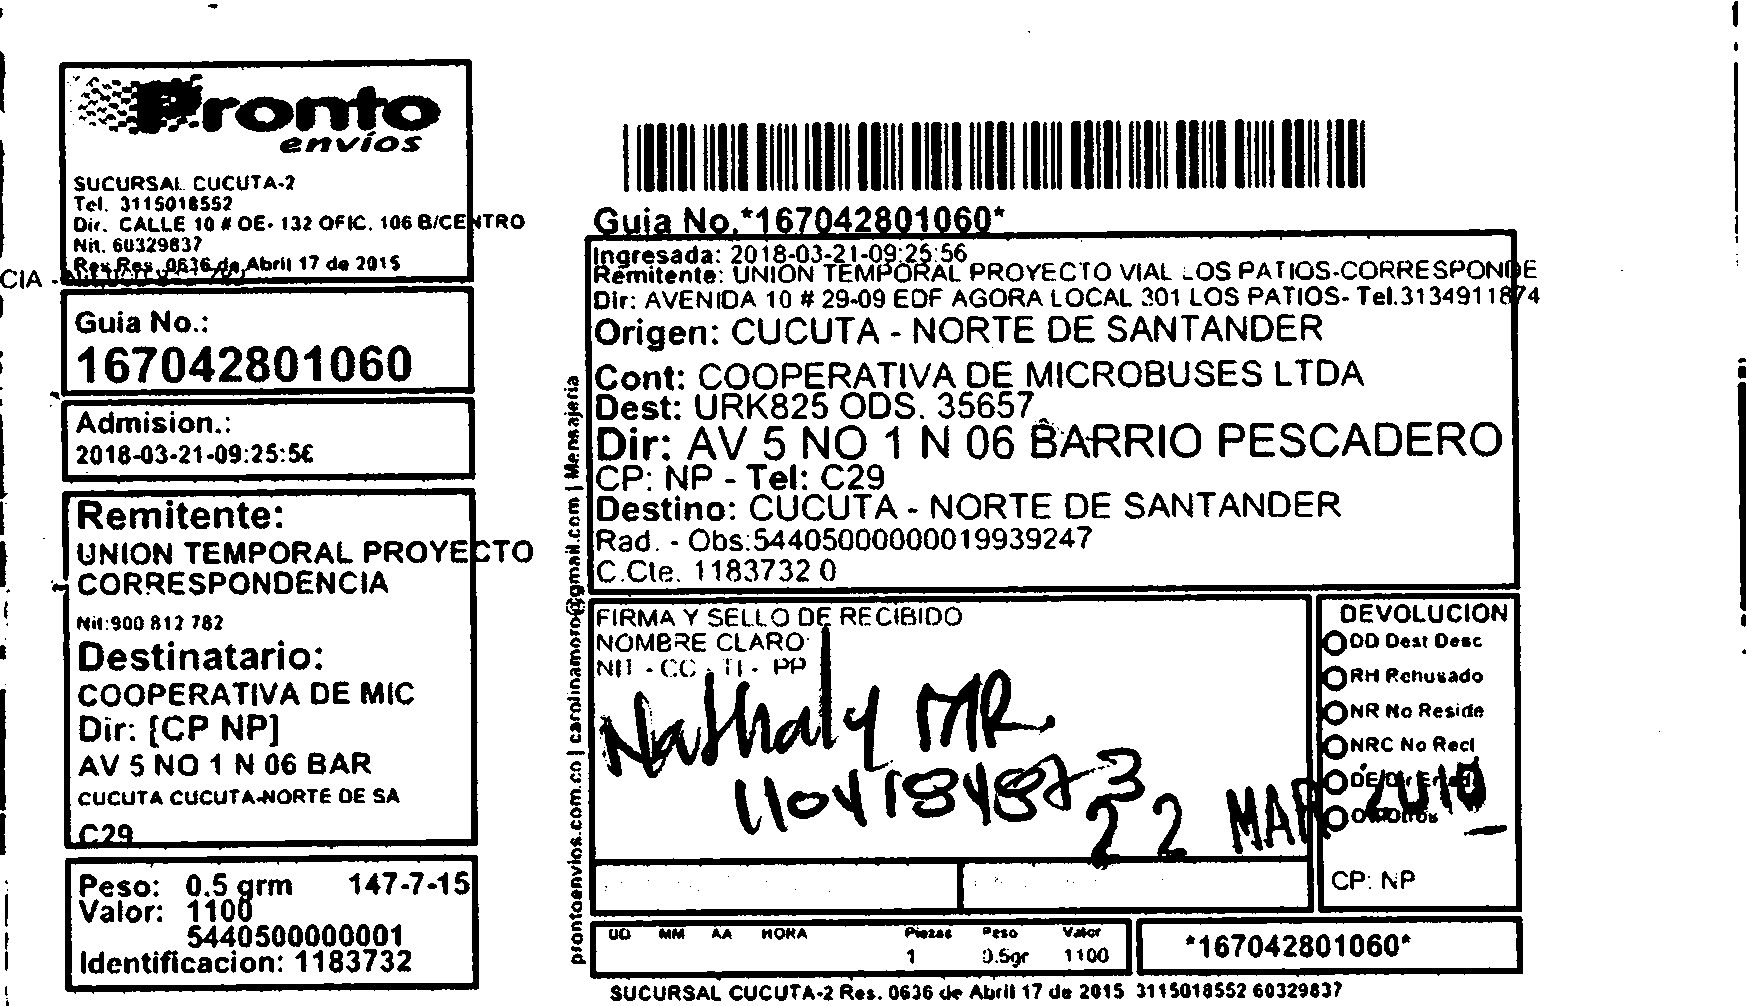 Pronto
envíos
SUCURSAL CUCUTA-2
Tel. 3115018552
Dir. CALLE 10 # OE- 132 OFIC. 106 B/CENTRO
Nit. 60329837
Res.Res. 0636 de Abril 17 de 2015
CIA -
Guia No.:
167042801060
Admision.:
2018-03-21-09:25:56
Remitente:
UNION TEMPORAL PROYECTO
CORRESPONDENCIA
Nit:900 812 782
Destinatario:
COOPERATIVA DE MIC
Dir: [CP NP]
AV 5 NO 1 N 06 BAR
CUCUTA CUCUTA-NORTE DE SA
C29
Peso: 0.5 grm 147-7-15
Valor: 1100
5440500000001
Identificacion: 1183732
prontoenvios.com.co | carolinamoro@gmail.com | Mensajeria
Guia No.*167042801060*
Ingresada: 2018-03-21-09:25:56
Remitente: UNION TEMPORAL PROYECTO VIAL LOS PATIOS-CORRESPONDE
Dir: AVENIDA 10 # 29-09 EDF AGORA LOCAL 301 LOS PATIOS- Tel.3134911874
Origen: CUCUTA - NORTE DE SANTANDER
Cont: COOPERATIVA DE MICROBUSES LTDA
Dest: URK825 ODS. 35657
Dir: AV 5 NO 1 N 06 BARRIO PESCADERO
CP: NP - Tel: C29
Destino: CUCUTA - NORTE DE SANTANDER
Rad. - Obs:54405000000019939247
C.Cte. 1183732 0
FIRMA Y SELLO DE RECIBIDO
NOMBRE CLARO
NIT - CC - TI - PP
Nathaly MR
1104184873
22 MAR
DEVOLUCION
DD Dest Desc
RH Rehusado
NR No Reside
NRC No Recl
DE Dir Errada
OT Otros
CP: NP
DD MM AA HORA Piezas Peso Valor
1 0.5gr 1100
*167042801060*
SUCURSAL CUCUTA-2 Res. 0636 de Abril 17 de 2015 3115018552 60329837